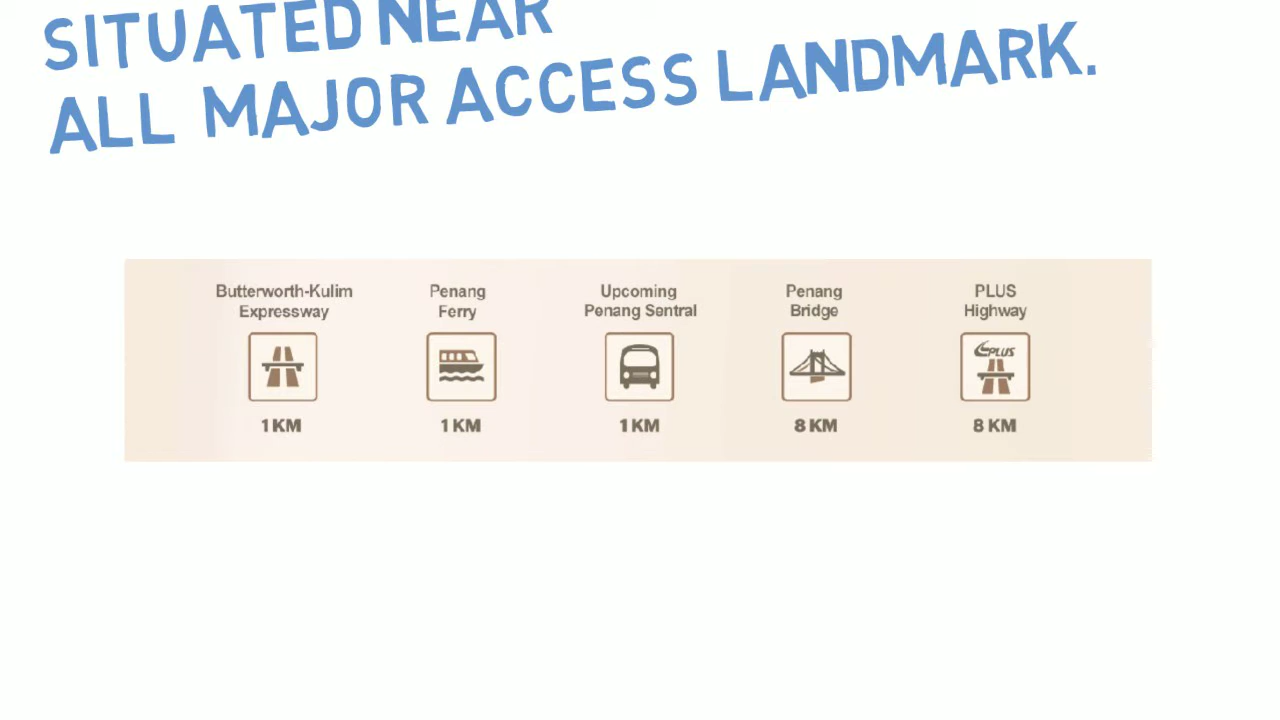 SITUATED NEAR
ALL MAJOR ACCESS LANDMARK.
Butterworth-Kulim
Expressway
1 KM
Penang
Ferry
1 KM
Upcoming
Penang Sentral
1 KM
Penang
Bridge
8 KM
PLUS
Highway
PLUS
8 KM